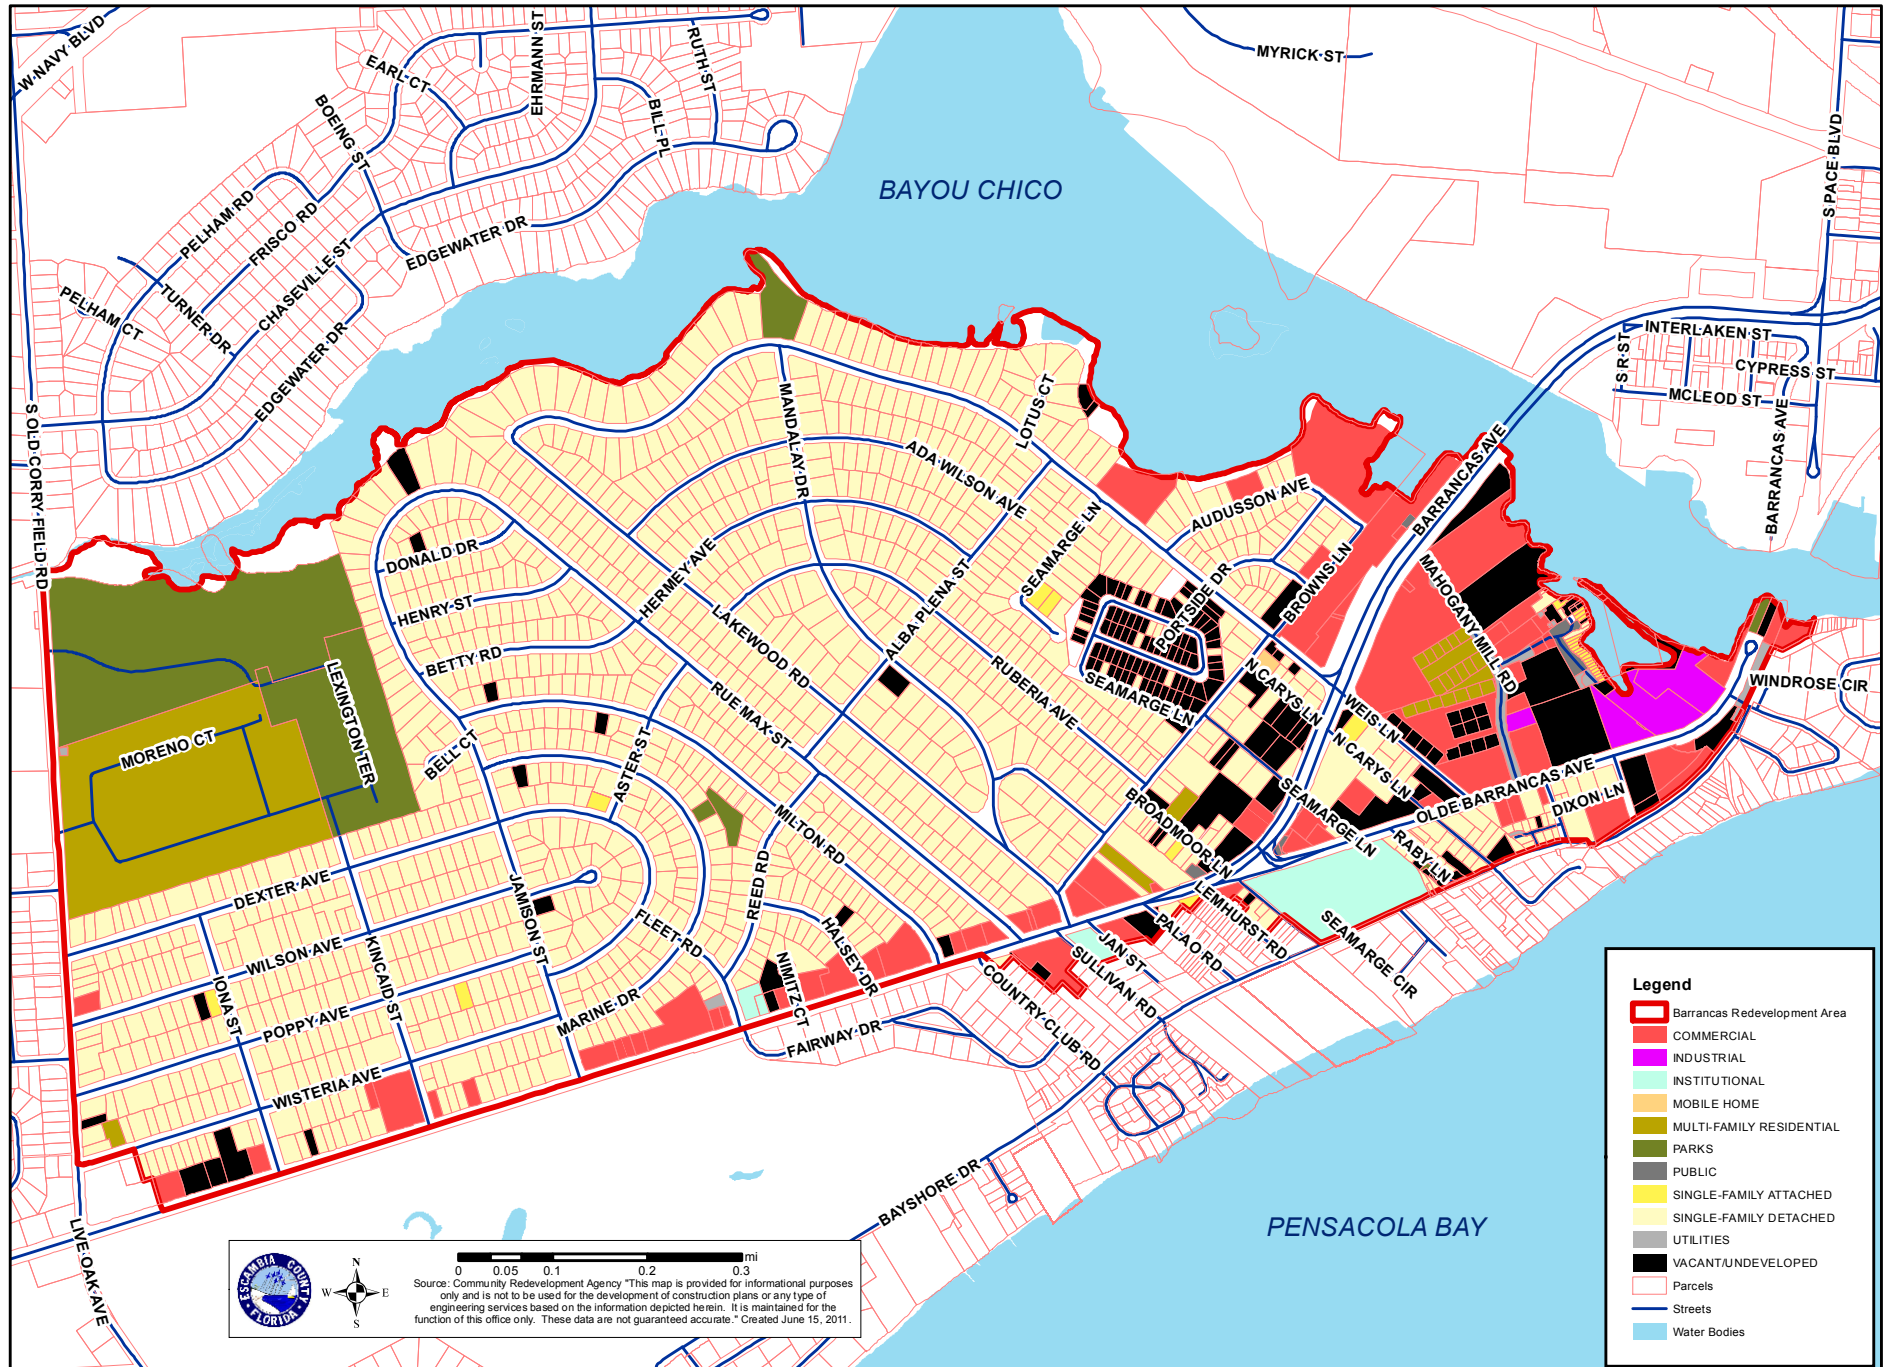 W NAVY BLVD
EARL CT
EHRMANN ST
RUTH ST
BOEING ST
BILL PL
MYRICK ST
S PACE BLVD
BAYOU CHICO
PELHAM RD
FRISCO RD
EDGEWATER DR
CHASEVILLE ST
TURNER DR
PELHAM CT
EDGEWATER DR
INTERLAKEN ST
S R ST
CYPRESS ST
MCLEOD ST
BARRANCAS AVE
S OLD CORRY FIELD RD
MANDALAY DR
LOTUS CT
ADA WILSON AVE
BARRANCAS AVE
AUDUSSON AVE
SEAMARGE LN
DONALD DR
HERMEY AVE
HENRY ST
ALBA PLENA ST
PORTSIDE DR
BROWNS LN
MAHOGANY MILL RD
LAKEWOOD RD
BETTY RD
LEXINGTON TER
RUE MAX ST
RUBERIA AVE
SEAMARGE LN
N CARYS LN
WEIS LN
WINDROSE CIR
MORENO CT
BELL CT
ASTER ST
N CARYS LN
OLDE BARRANCAS AVE
DIXON LN
SEAMARGE LN
BROADMOOR LN
RABY LN
MILTON RD
REED RD
DEXTER AVE
JAMISON ST
FLEET RD
HALSEY DR
LEMHURST RD
PALAO RD
SEAMARGE CIR
WILSON AVE
KINCAID ST
IONA ST
NIMITZ CT
JAN ST
SULLIVAN RD
COUNTRY CLUB RD
POPPY AVE
MARINE DR
FAIRWAY DR
WISTERIA AVE
BAYSHORE DR
LIVE OAK AVE
PENSACOLA BAY
Legend
Barrancas Redevelopment Area
COMMERCIAL
INDUSTRIAL
INSTITUTIONAL
MOBILE HOME
MULTI-FAMILY RESIDENTIAL
PARKS
PUBLIC
SINGLE-FAMILY ATTACHED
SINGLE-FAMILY DETACHED
UTILITIES
VACANT/UNDEVELOPED
Parcels
Streets
Water Bodies
ESCAMBIA COUNTY
FLORIDA
N
W E
S
mi
0 0.05 0.1 0.2 0.3
Source: Community Redevelopment Agency "This map is provided for informational purposes
only and is not to be used for the development of construction plans or any type of
engineering services based on the information depicted herein. It is maintained for the
function of this office only. These data are not guaranteed accurate." Created June 15, 2011.